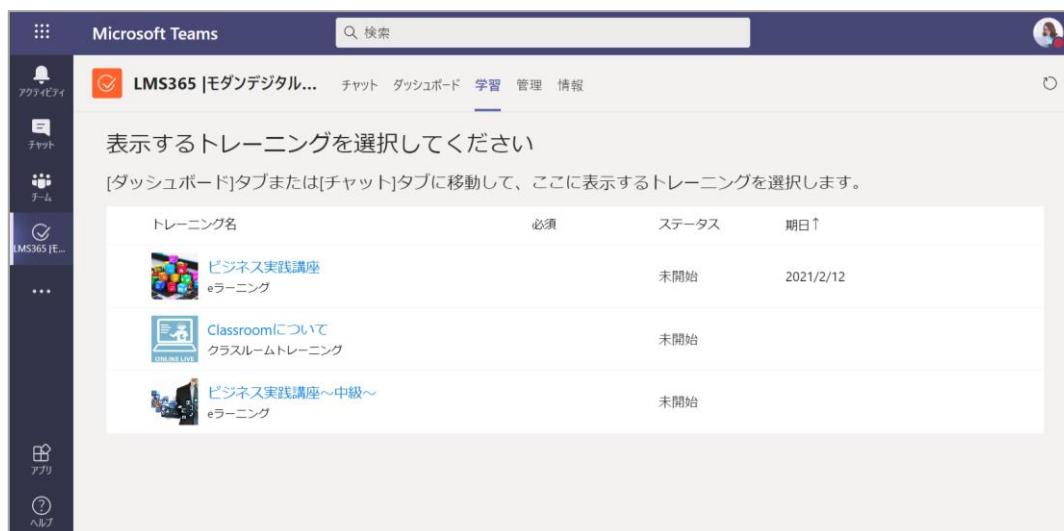 Microsoft Teams
検索
アクティビティ
チャット
チーム
LMS365 |モ...
アプリ
ヘルプ
LMS365 |モダンデジタル...
チャット ダッシュボード 学習 管理 情報
表示するトレーニングを選択してください
[ダッシュボード]タブまたは[チャット]タブに移動して、ここに表示するトレーニングを選択します。
トレーニング名 必須 ステータス 期日↑
ビジネス実践講座
eラーニング
未開始 2021/2/12
ONLINE LIVE
Classroomについて
クラスルームトレーニング
未開始
ビジネス実践講座～中級～
eラーニング
未開始